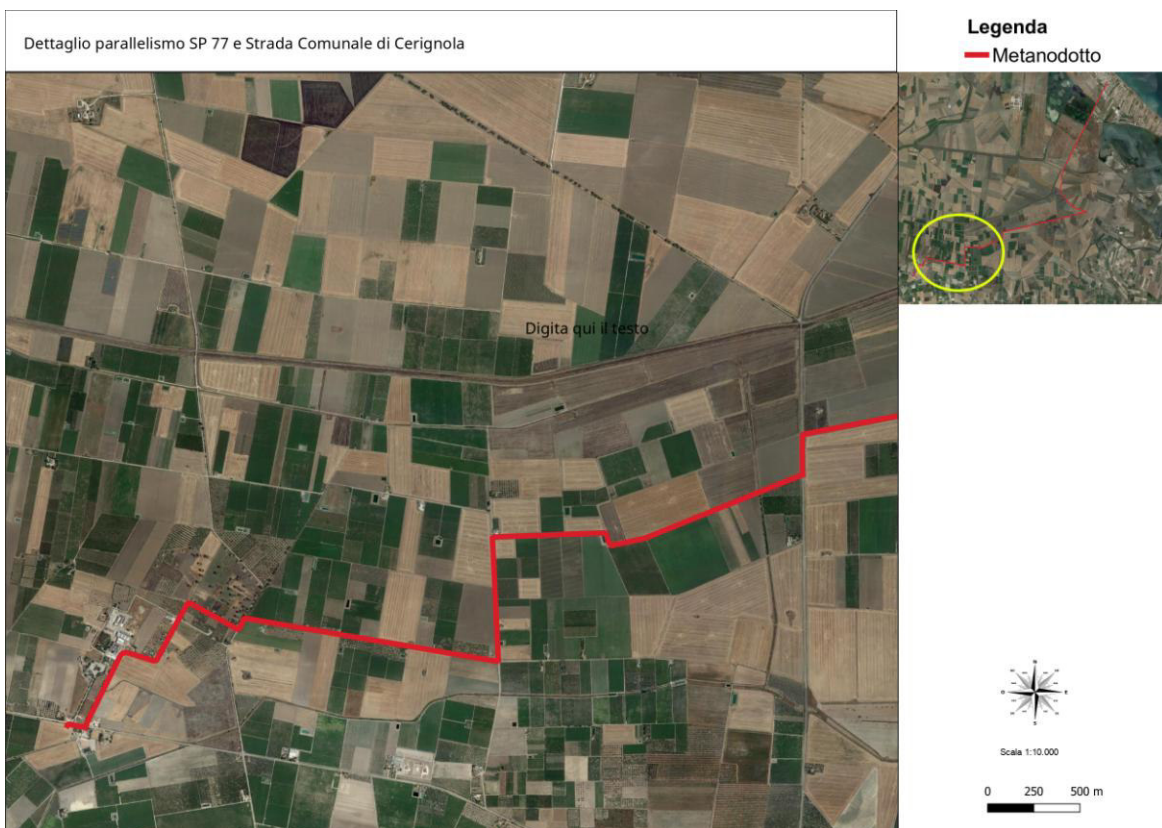 Dettaglio parallelismo SP 77 e Strada Comunale di Cerignola
Legenda
Metanodotto
Digita qui il testo
Scala 1:10.000
0 250 500 m